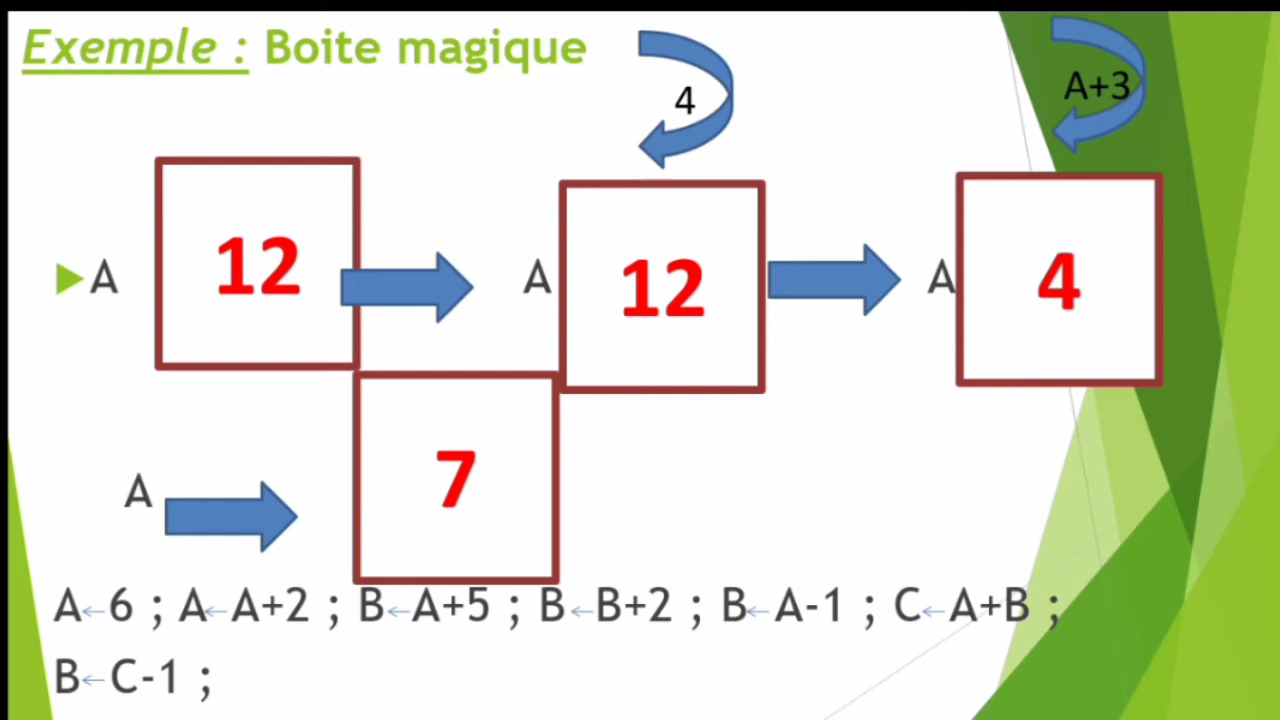 Exemple : Boite magique
4
A+3
A 12 A 12 A 4
A 7
A←6 ; A←A+2 ; B←A+5 ; B←B+2 ; B←A-1 ; C←A+B ;
B←C-1 ;